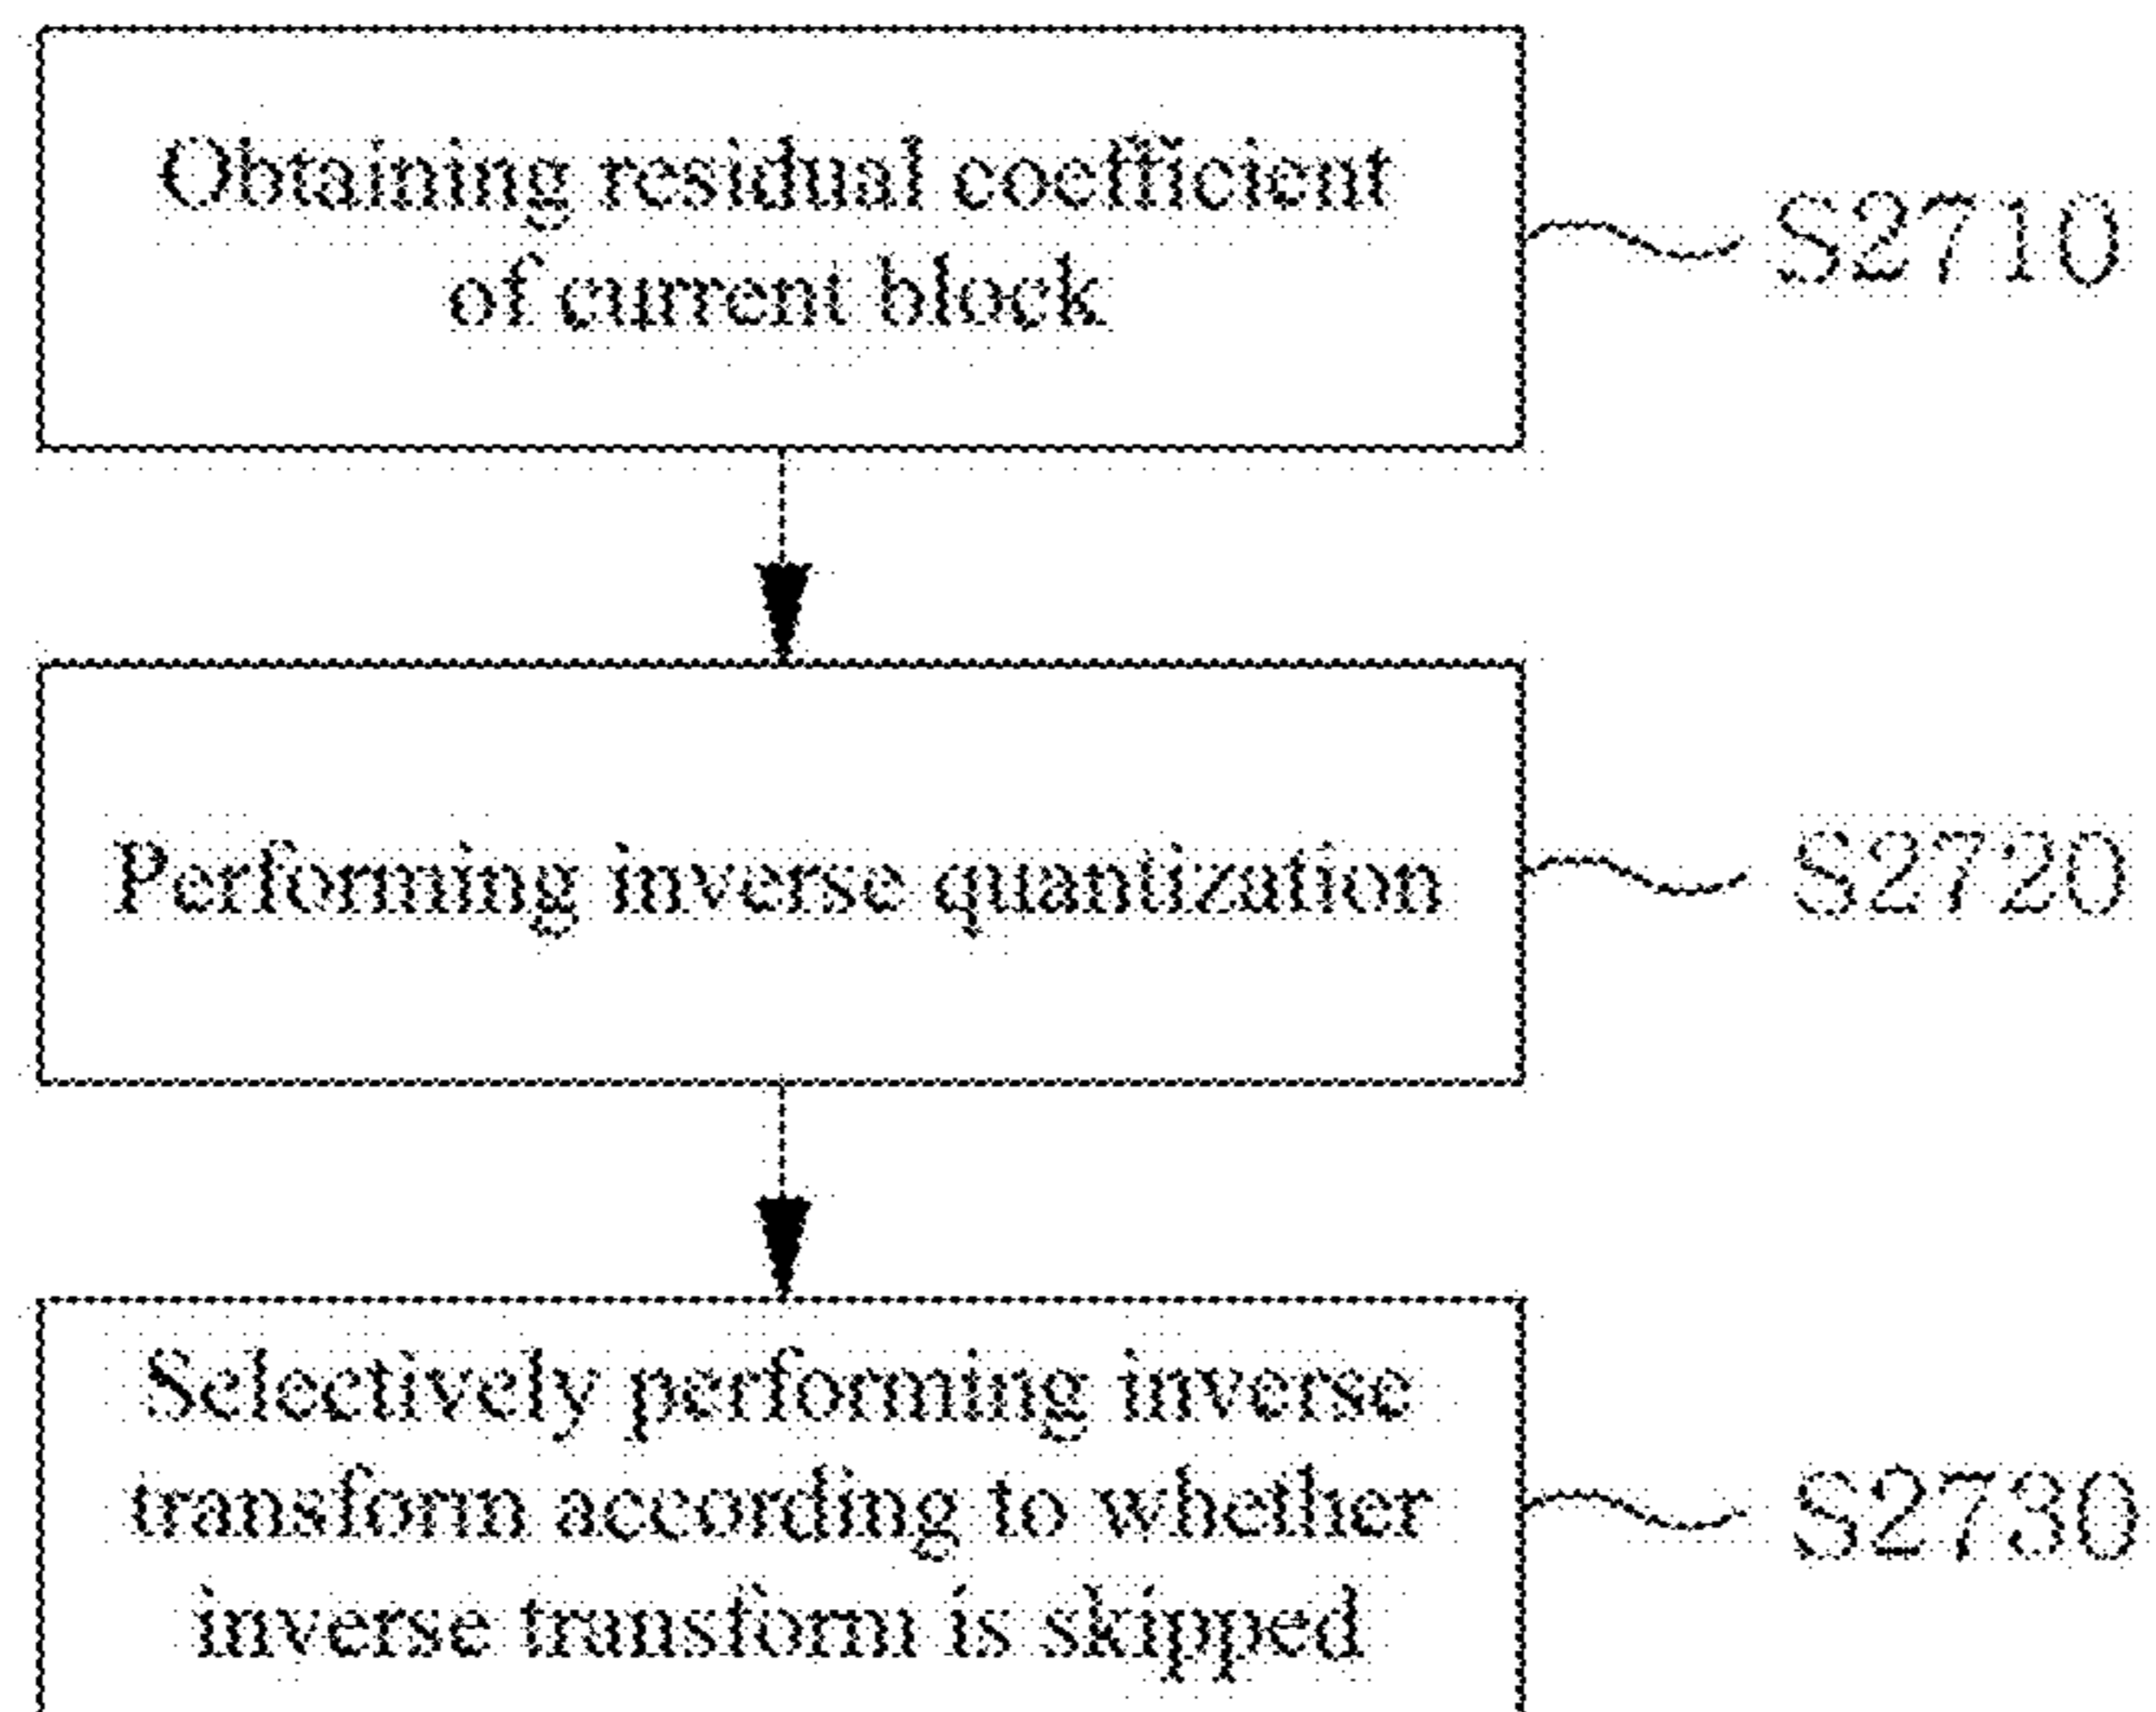 Obtaining residual coefficient
of current block
S2710
Performing inverse quantization
S2720
Selectively performing inverse
transform according to whether
inverse transform is skipped
S2730